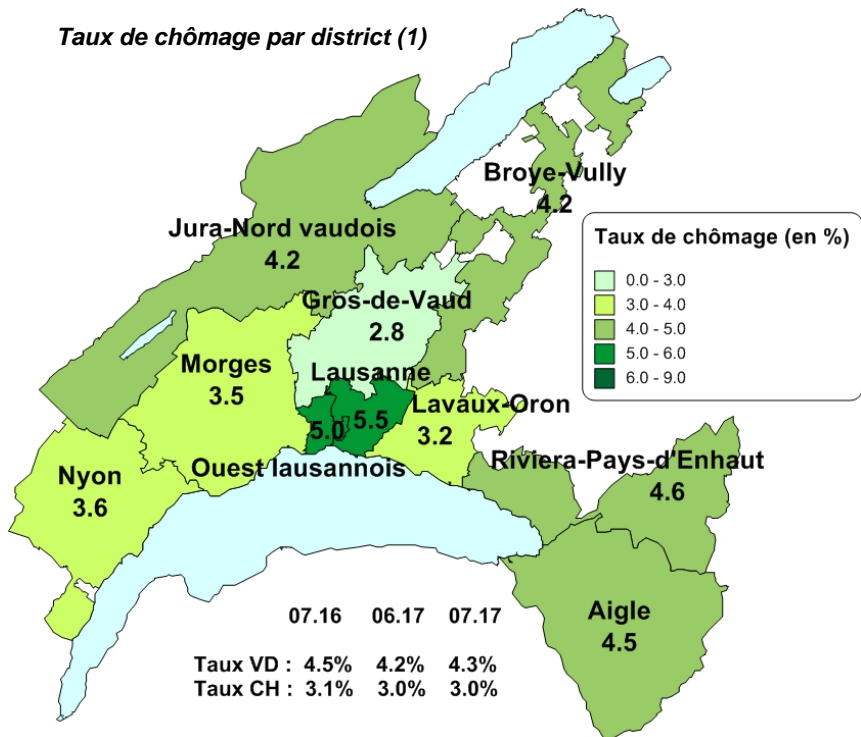 Taux de chômage par district (1)
Broye-Vully
4.2
Jura-Nord vaudois
4.2
Taux de chômage (en %)
0.0 - 3.0
3.0 - 4.0
4.0 - 5.0
5.0 - 6.0
6.0 - 9.0
Gros-de-Vaud
2.8
Morges
3.5
Lausanne
5.5
5.0
Lavaux-Oron
3.2
Ouest lausannois
Riviera-Pays-d'Enhaut
4.6
Nyon
3.6
Aigle
4.5
07.16 06.17 07.17
Taux VD : 4.5% 4.2% 4.3%
Taux CH : 3.1% 3.0% 3.0%